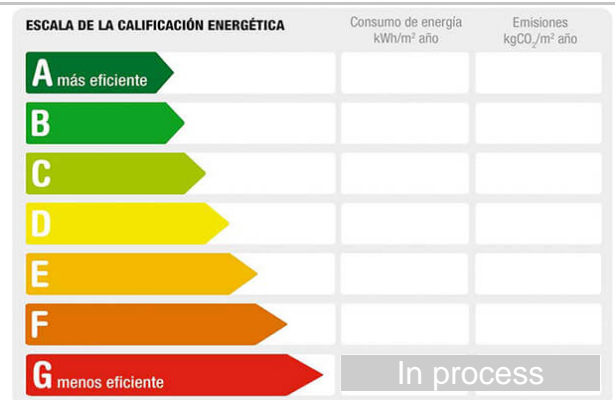 ESCALA DE LA CALIFICACIÓN ENERGÉTICA
Consumo de energía
kWh/m² año
Emisiones
kgCO₂/m² año
A más eficiente
B
C
D
E
F
G menos eficiente
In process